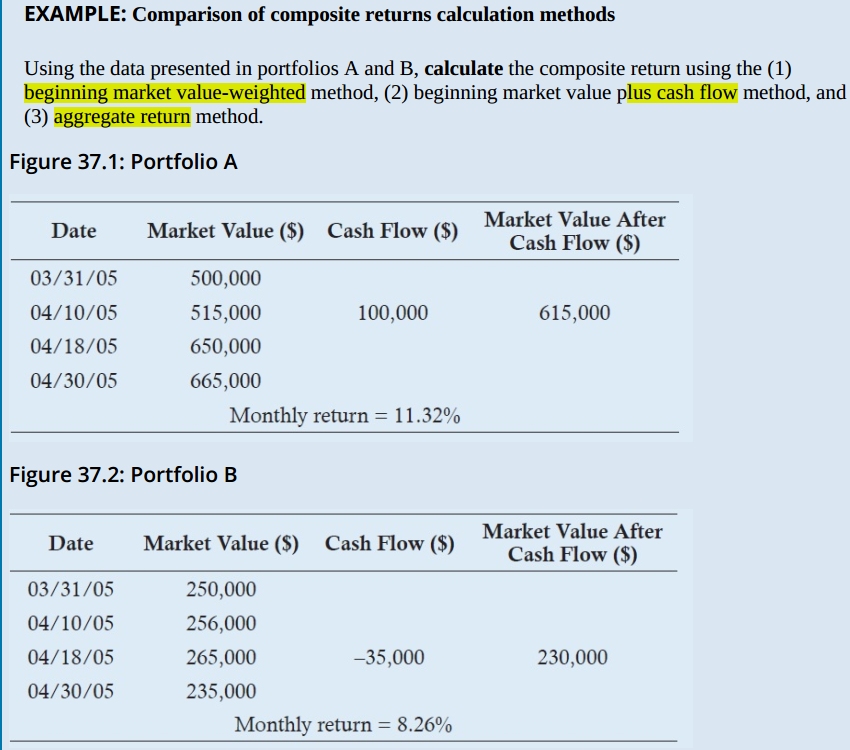 EXAMPLE: Comparison of composite returns calculation methods
Using the data presented in portfolios A and B, calculate the composite return using the (1)
beginning market value-weighted method, (2) beginning market value plus cash flow method, and
(3) aggregate return method.
Figure 37.1: Portfolio A
Date Market Value ($) Cash Flow ($) Market Value After Cash Flow ($)
03/31/05 500,000
04/10/05 515,000 100,000 615,000
04/18/05 650,000
04/30/05 665,000
Monthly return = 11.32%
Figure 37.2: Portfolio B
Date Market Value ($) Cash Flow ($) Market Value After Cash Flow ($)
03/31/05 250,000
04/10/05 256,000
04/18/05 265,000 –35,000 230,000
04/30/05 235,000
Monthly return = 8.26%